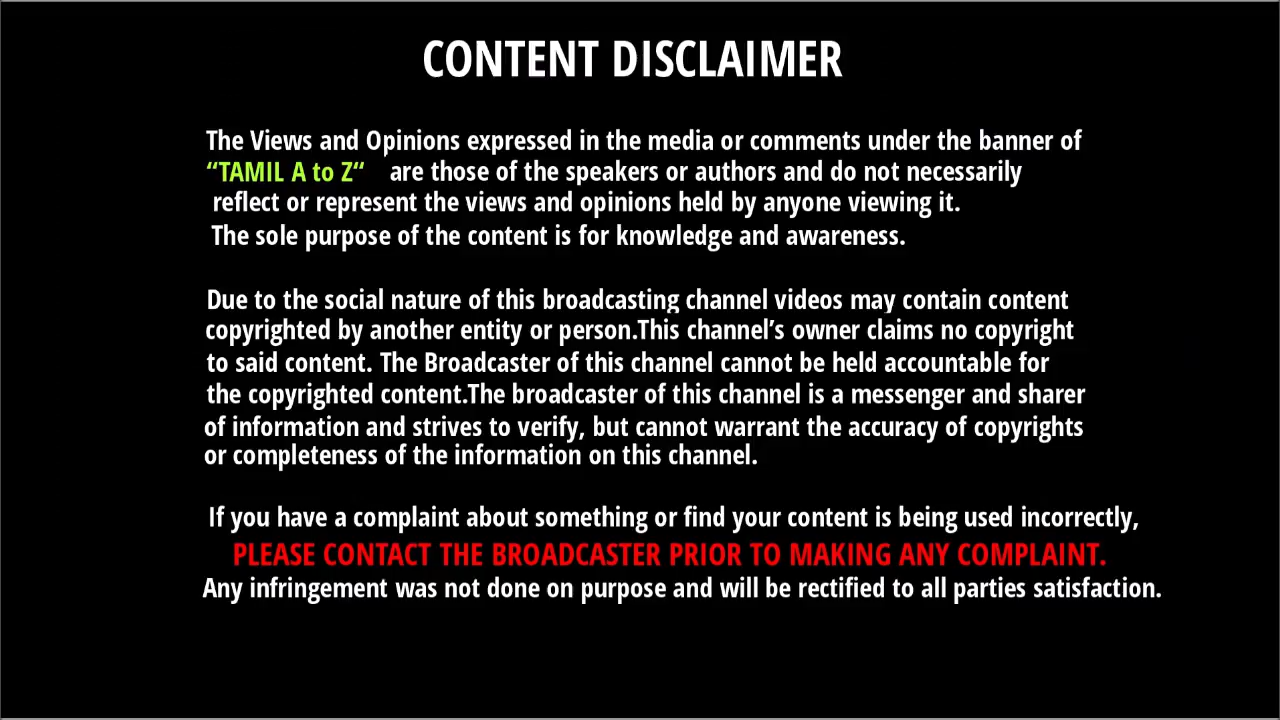 CONTENT DISCLAIMER
The Views and Opinions expressed in the media or comments under the banner of
“TAMIL A to Z“ are those of the speakers or authors and do not necessarily
reflect or represent the views and opinions held by anyone viewing it.
The sole purpose of the content is for knowledge and awareness.
Due to the social nature of this broadcasting channel videos may contain content
copyrighted by another entity or person.This channel’s owner claims no copyright
to said content. The Broadcaster of this channel cannot be held accountable for
the copyrighted content.The broadcaster of this channel is a messenger and sharer
of information and strives to verify, but cannot warrant the accuracy of copyrights
or completeness of the information on this channel.
If you have a complaint about something or find your content is being used incorrectly,
PLEASE CONTACT THE BROADCASTER PRIOR TO MAKING ANY COMPLAINT.
Any infringement was not done on purpose and will be rectified to all parties satisfaction.